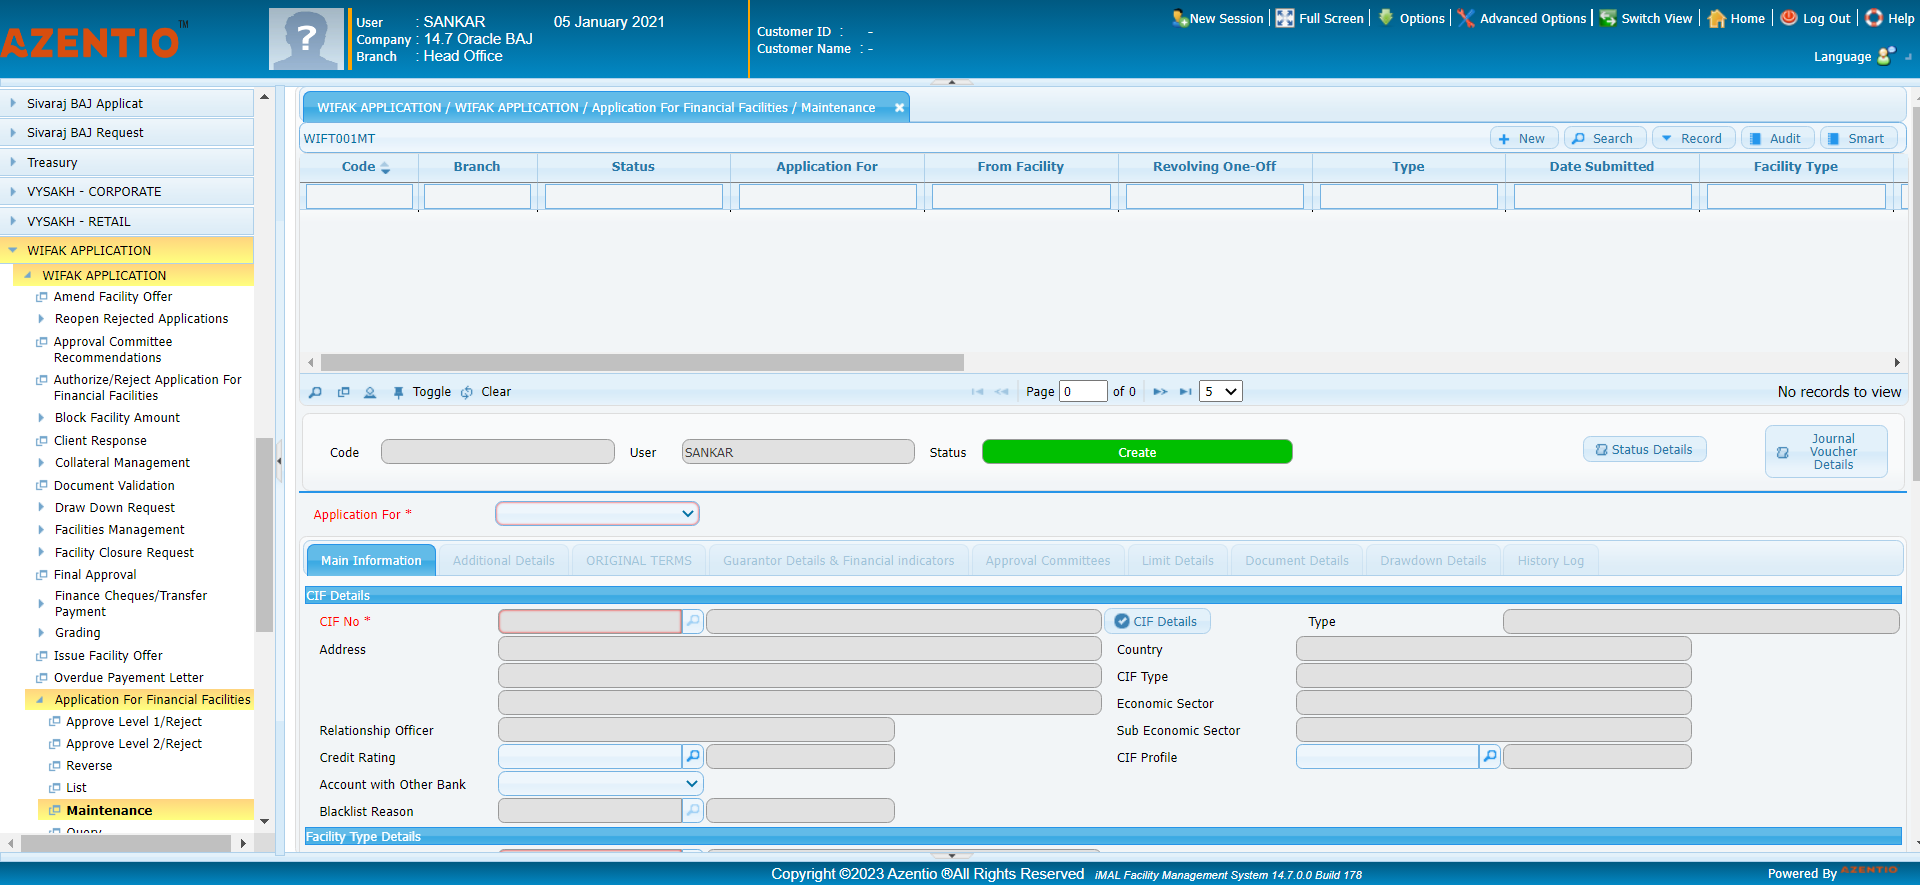 AZENTIO™
User : SANKAR
Company : 14.7 Oracle BAJ
Branch : Head Office
05 January 2021
Customer ID : -
Customer Name : -
New Session
Full Screen
Options
Advanced Options
Switch View
Home
Log Out
Help
Language
Sivaraj BAJ Applicat
Sivaraj BAJ Request
Treasury
VYSAKH - CORPORATE
VYSAKH - RETAIL
WIFAK APPLICATION
WIFAK APPLICATION
Amend Facility Offer
Reopen Rejected Applications
Approval Committee
Recommendations
Authorize/Reject Application For
Financial Facilities
Block Facility Amount
Client Response
Collateral Management
Document Validation
Draw Down Request
Facilities Management
Facility Closure Request
Final Approval
Finance Cheques/Transfer
Payment
Grading
Issue Facility Offer
Overdue Payement Letter
Application For Financial Facilities
Approve Level 1/Reject
Approve Level 2/Reject
Reverse
List
Maintenance
Query
WIFAK APPLICATION / WIFAK APPLICATION / Application For Financial Facilities / Maintenance
WIFT001MT
New
Search
Record
Audit
Smart
Code
Branch
Status
Application For
From Facility
Revolving One-Off
Type
Date Submitted
Facility Type
Toggle
Clear
Page 0 of 0
5
No records to view
Code
User SANKAR
Status Create
Status Details
Journal
Voucher
Details
Application For *
Main Information
Additional Details
ORIGINAL TERMS
Guarantor Details & Financial indicators
Approval Committees
Limit Details
Document Details
Drawdown Details
History Log
CIF Details
CIF No *
CIF Details
Type
Address
Country
CIF Type
Economic Sector
Relationship Officer
Sub Economic Sector
Credit Rating
CIF Profile
Account with Other Bank
Blacklist Reason
Facility Type Details
Copyright ©2023 Azentio ®All Rights Reserved iMAL Facility Management System 14.7.0.0 Build 178
Powered By AZENTIO